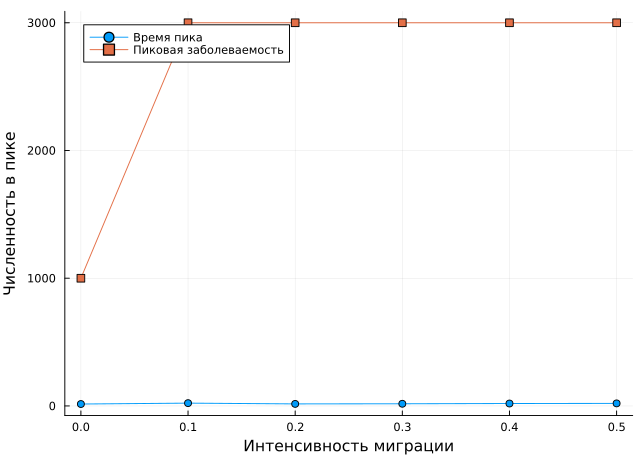 3000
Время пика
Пиковая заболеваемость
2000
Численность в пике
1000
0
0.0 0.1 0.2 0.3 0.4 0.5
Интенсивность миграции